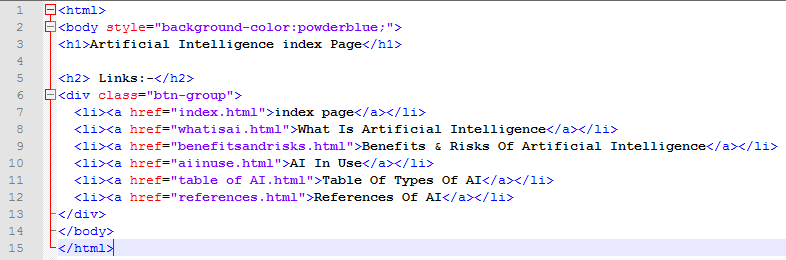 1 <html>
2 <body style="background-color:powderblue;">
3 <h1>Artificial Intelligence index Page</h1>
4
5 <h2> Links:-</h2>
6 <div class="btn-group">
7   <li><a href="index.html">index page</a></li>
8   <li><a href="whatisai.html">What Is Artificial Intelligence</a></li>
9   <li><a href="benefitsandrisks.html">Benefits & Risks Of Artificial Intelligence</a></li>
10   <li><a href="aiinuse.html">AI In Use</a></li>
11   <li><a href="table of AI.html">Table Of Types Of AI</a></li>
12   <li><a href="references.html">References Of AI</a></li>
13 </div>
14 </body>
15 </html>